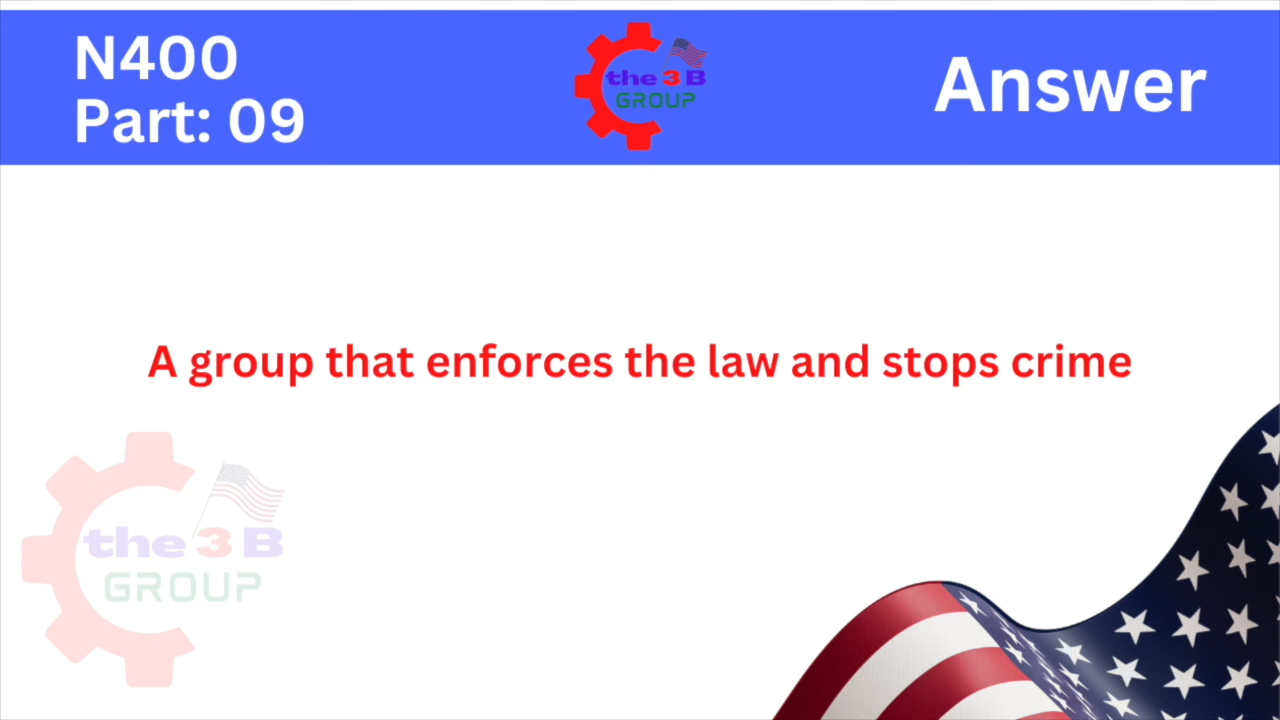 N400
Part: 09
the 3 B
GROUP
Answer
A group that enforces the law and stops crime
the 3 B
GROUP